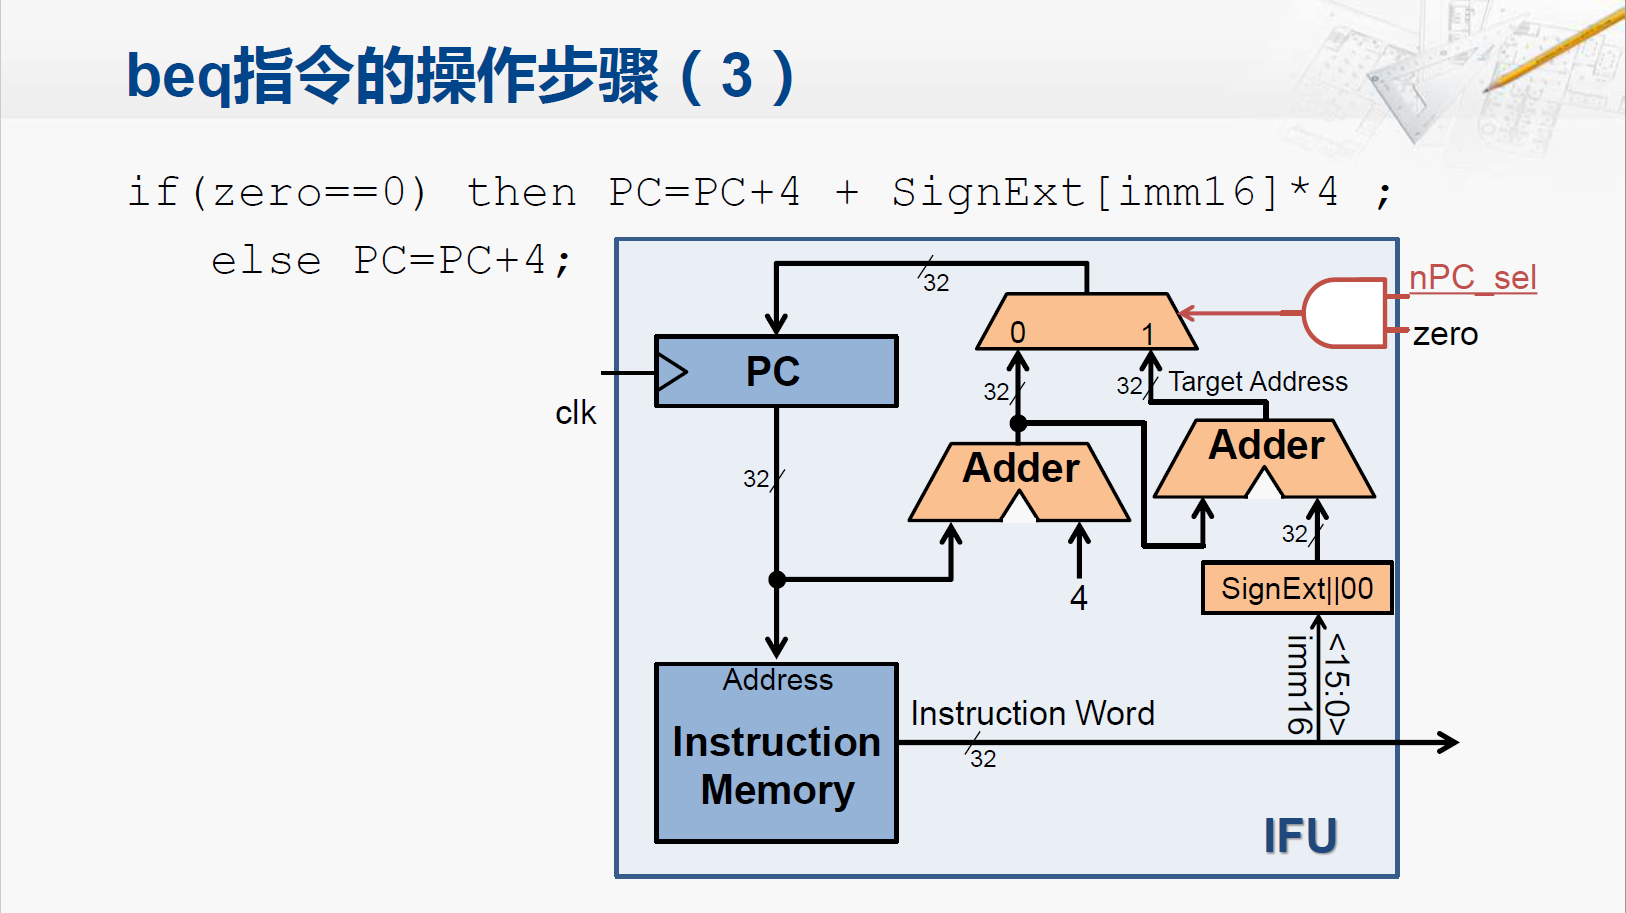 beq指令的操作步骤（3）
if(zero==0) then PC=PC+4 + SignExt[imm16]*4 ;
else PC=PC+4;
32
nPC_sel
0
1
zero
PC
32
32
Target Address
clk
Adder
Adder
32
32
4
SignExt||00
<15:0>
imm16
Address
Instruction Word
Instruction
Memory
32
IFU